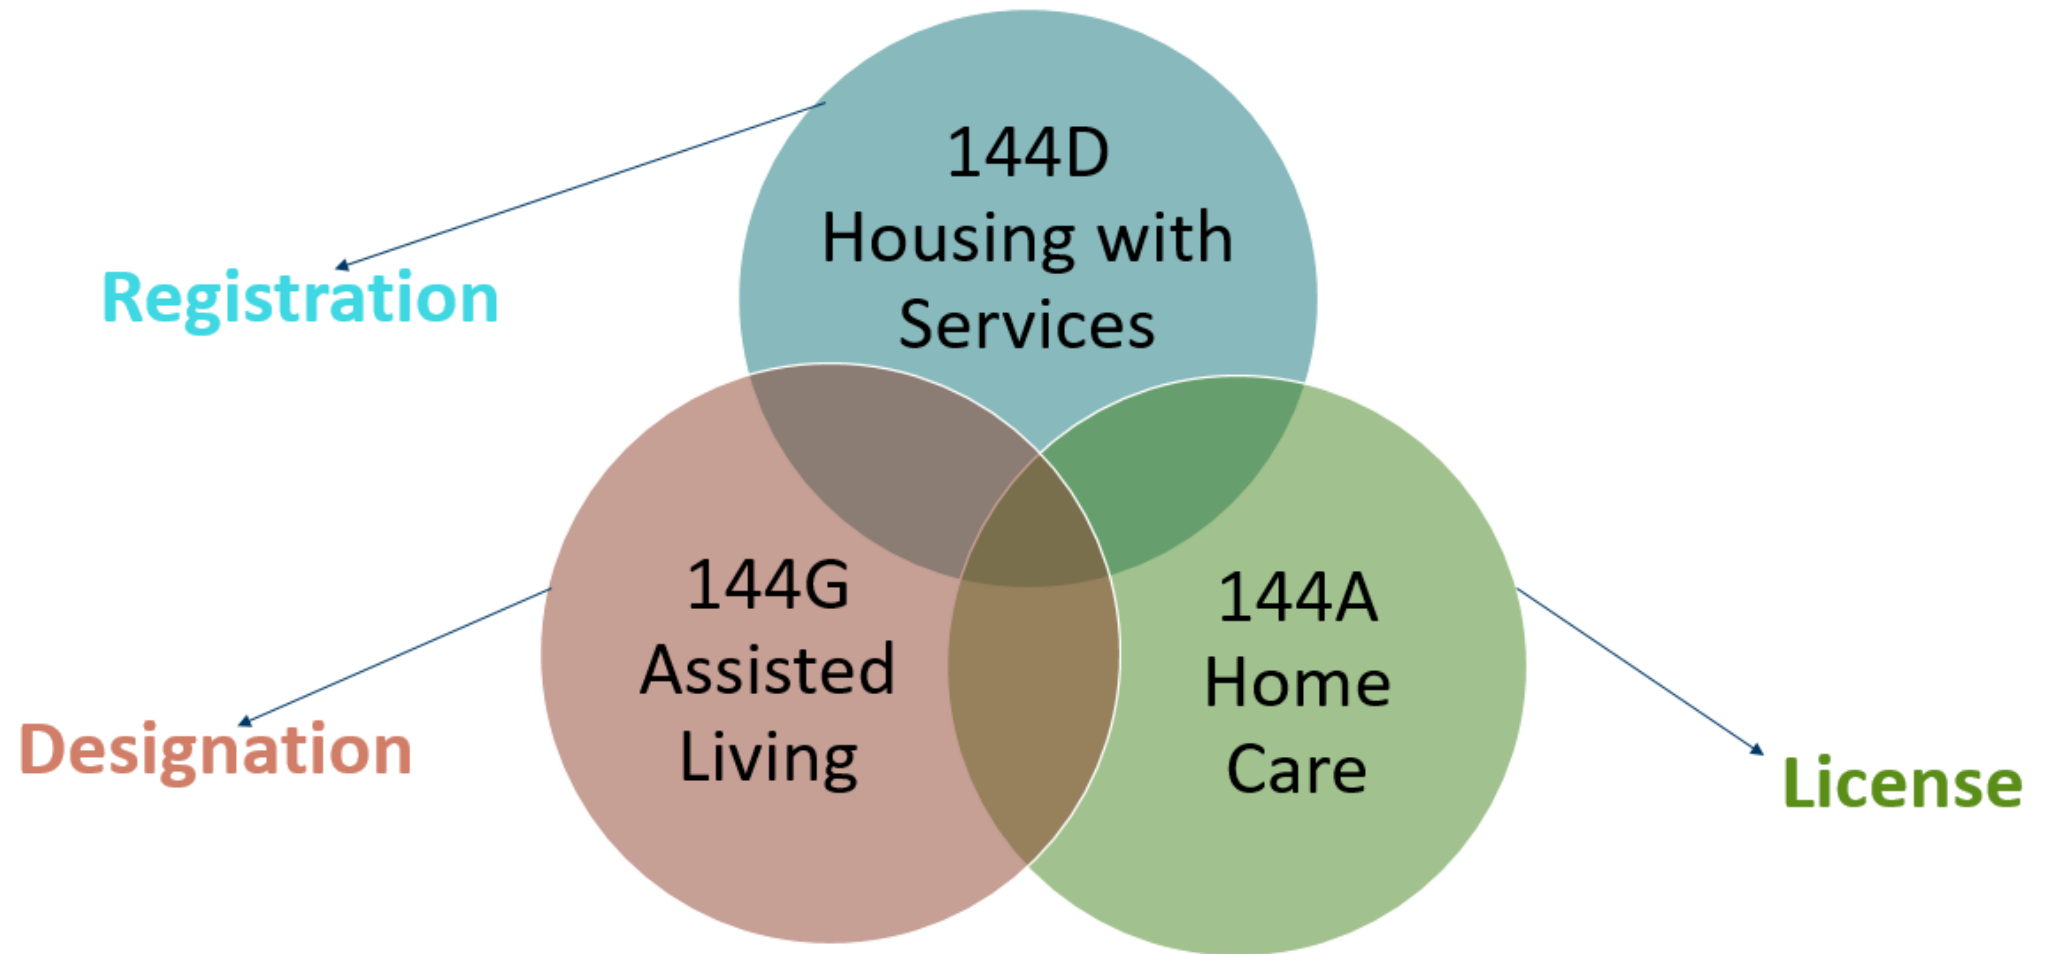 144D
Housing with
Services
Registration
144G
Assisted
Living
Designation
144A
Home
Care
License